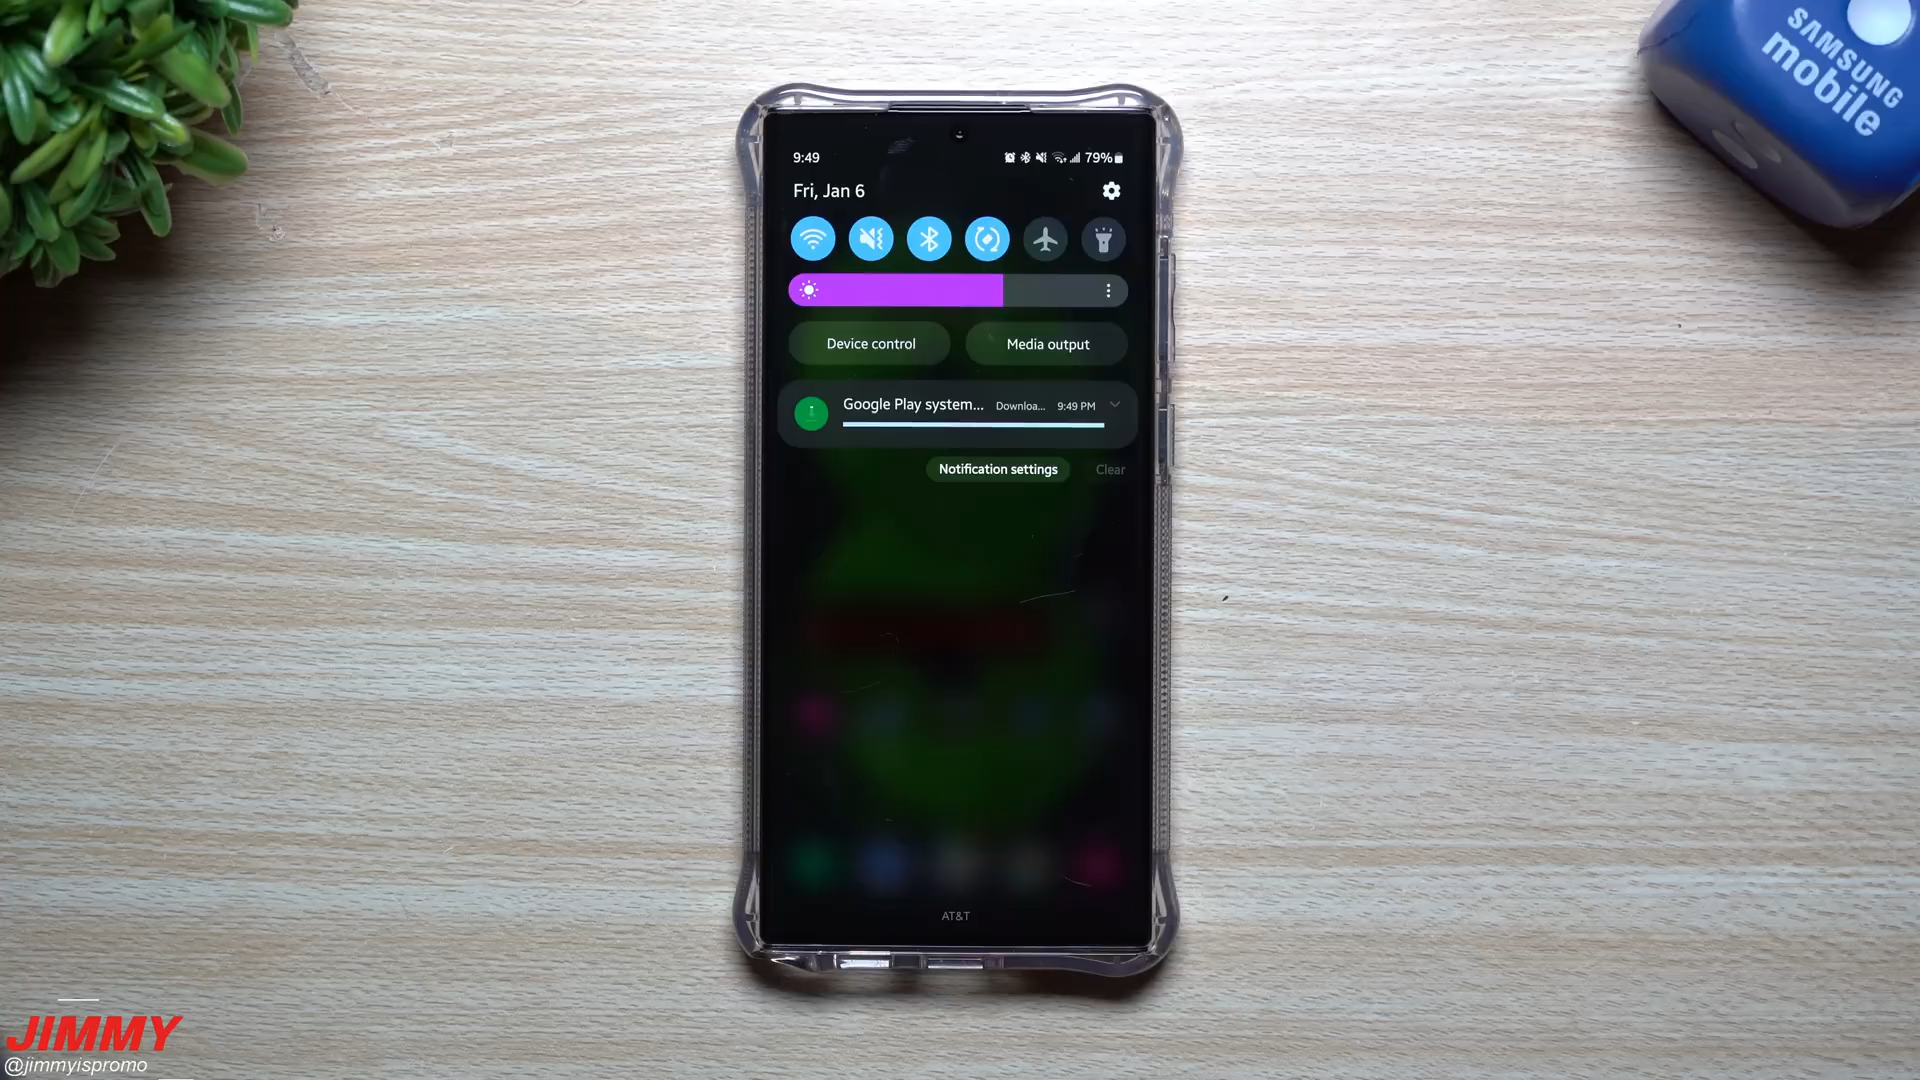 SAMSUNG
mobile
9:49
79%
Fri, Jan 6
Device control
Media output
Google Play system... Downloa... 9:49 PM
Notification settings
Clear
AT&T
JIMMY
@jimmyispromo